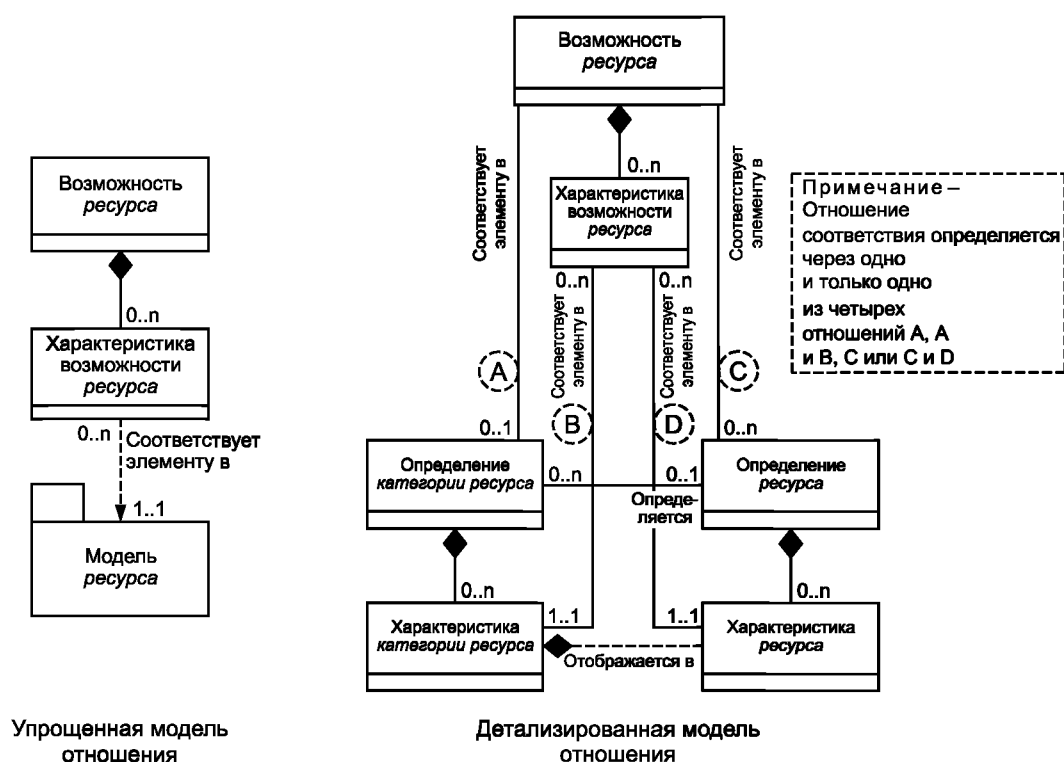 Возможность
ресурса
0..n
Характеристика
возможности
ресурса
0..n
Соответствует
элементу в
1..1
Модель
ресурса
Упрощенная модель
отношения
Возможность
ресурса
Соответствует
элементу в
0..n
Соответствует
элементу в
Характеристика
возможности
ресурса
0..n
0..n
Соответствует
элементу в
Соответствует
элементу в
A
B
D
C
0..1
0..n
Определение
категории ресурса
0..n
0..1
Опреде-
ляется
Определение
ресурса
0..n
0..n
Характеристика
категории ресурса
1..1
1..1
Отображается в
Характеристика
ресурса
Детализированная модель
отношения
Примечание –
Отношение
соответствия определяется
через одно
и только одно
из четырех
отношений A, A
и B, C или C и D